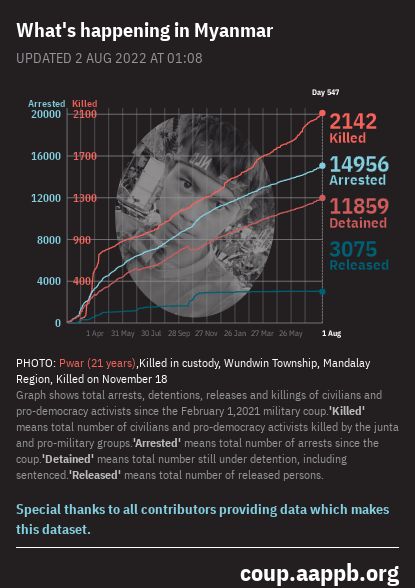 What's happening in Myanmar
UPDATED 2 AUG 2022 AT 01:08
Day 547
Arrested Killed
20000 2100
16000 1700
12000 1300
8000 900
4000 400
0
2142
Killed
14956
Arrested
11859
Detained
3075
Released
1 Apr 31 May 30 Jul 28 Sep 27 Nov 26 Jan 27 Mar 26 May 1 Aug
PHOTO: Pwar (21 years),Killed in custody, Wundwin Township, Mandalay
Region, Killed on November 18
Graph shows total arrests, detentions, releases and killings of civilians and
pro-democracy activists since the February 1,2021 military coup.'Killed'
means total number of civilians and pro-democracy activists killed by the junta
and pro-military groups.'Arrested' means total number of arrests since the
coup.'Detained' means total number still under detention, including
sentenced.'Released' means total number of released persons.
Special thanks to all contributors providing data which makes
this dataset.
coup.aappb.org